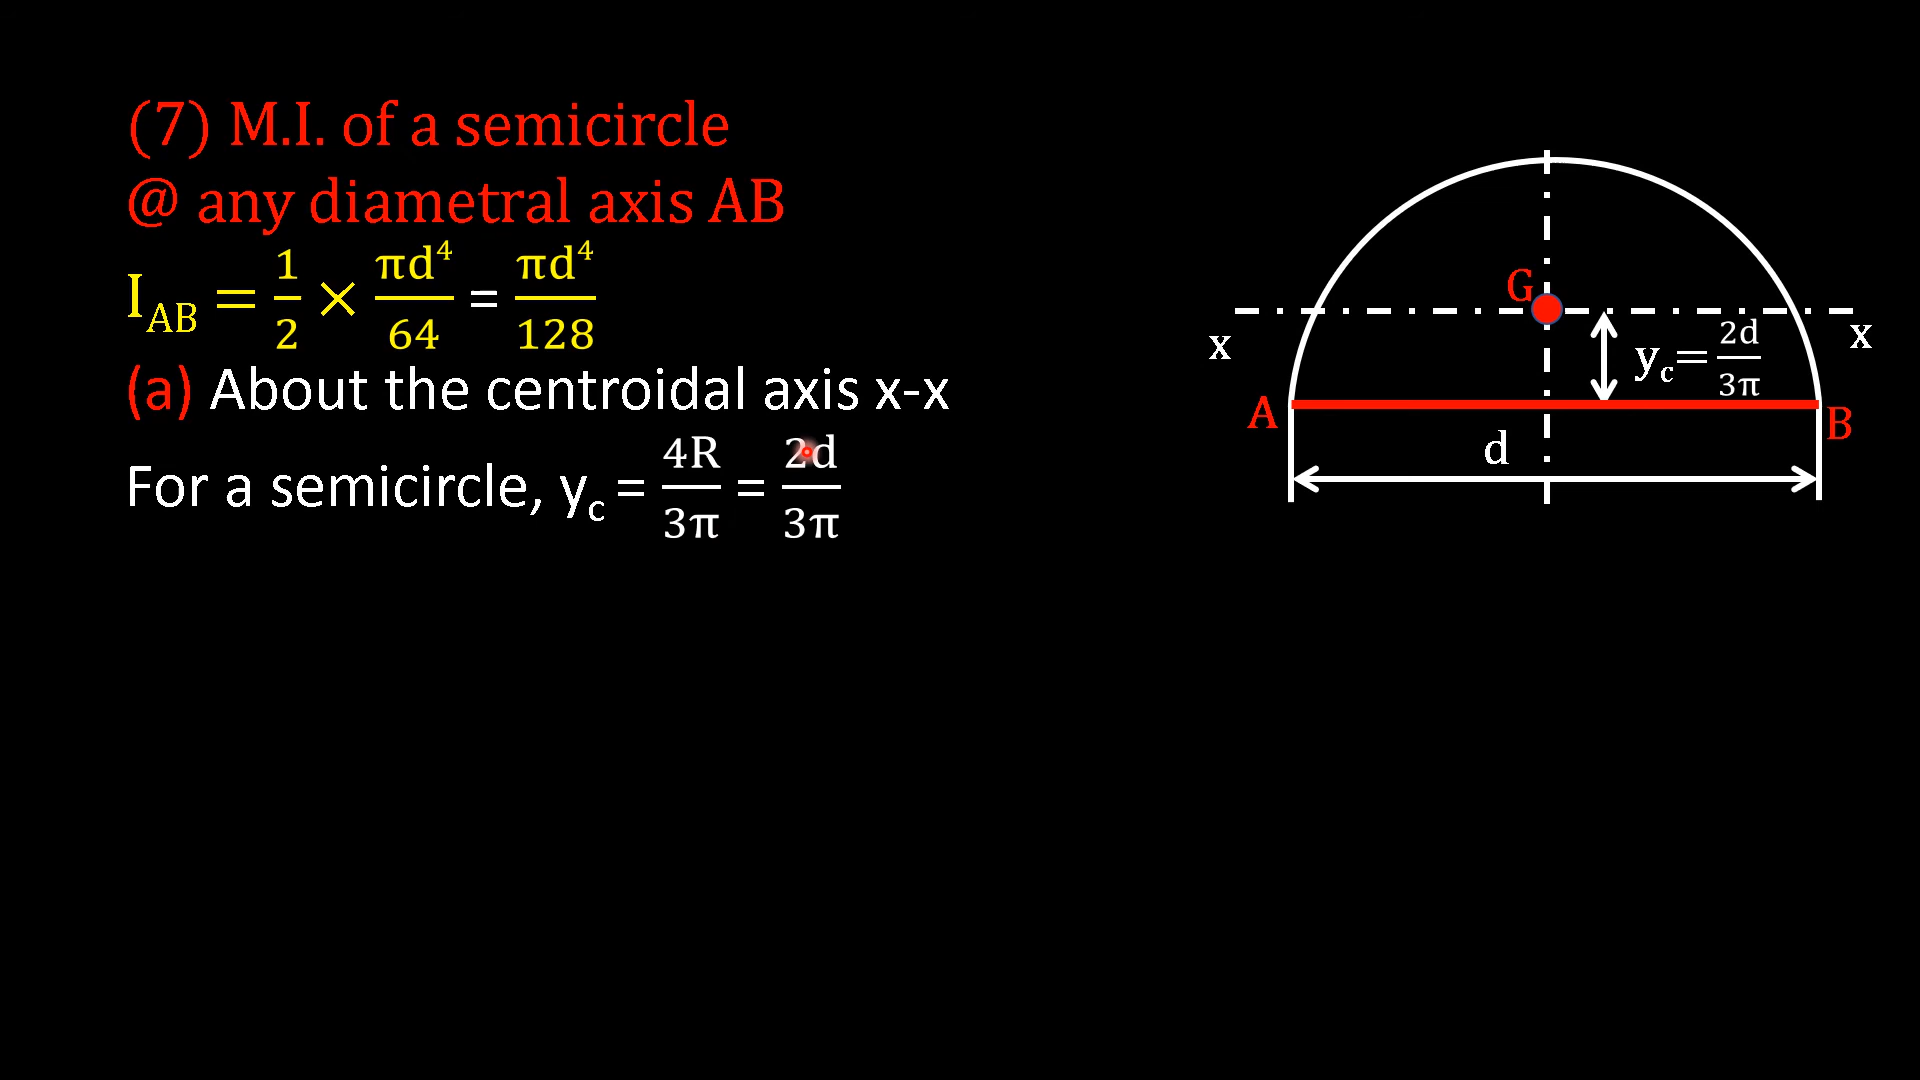 (7) M.I. of a semicircle
@ any diametral axis AB
I_AB = 1/2 × πd⁴/64 = πd⁴/128
(a) About the centroidal axis x-x
For a semicircle, y_c = 4R/3π = 2d/3π
G
x
x
y_c = 2d/3π
A
B
d